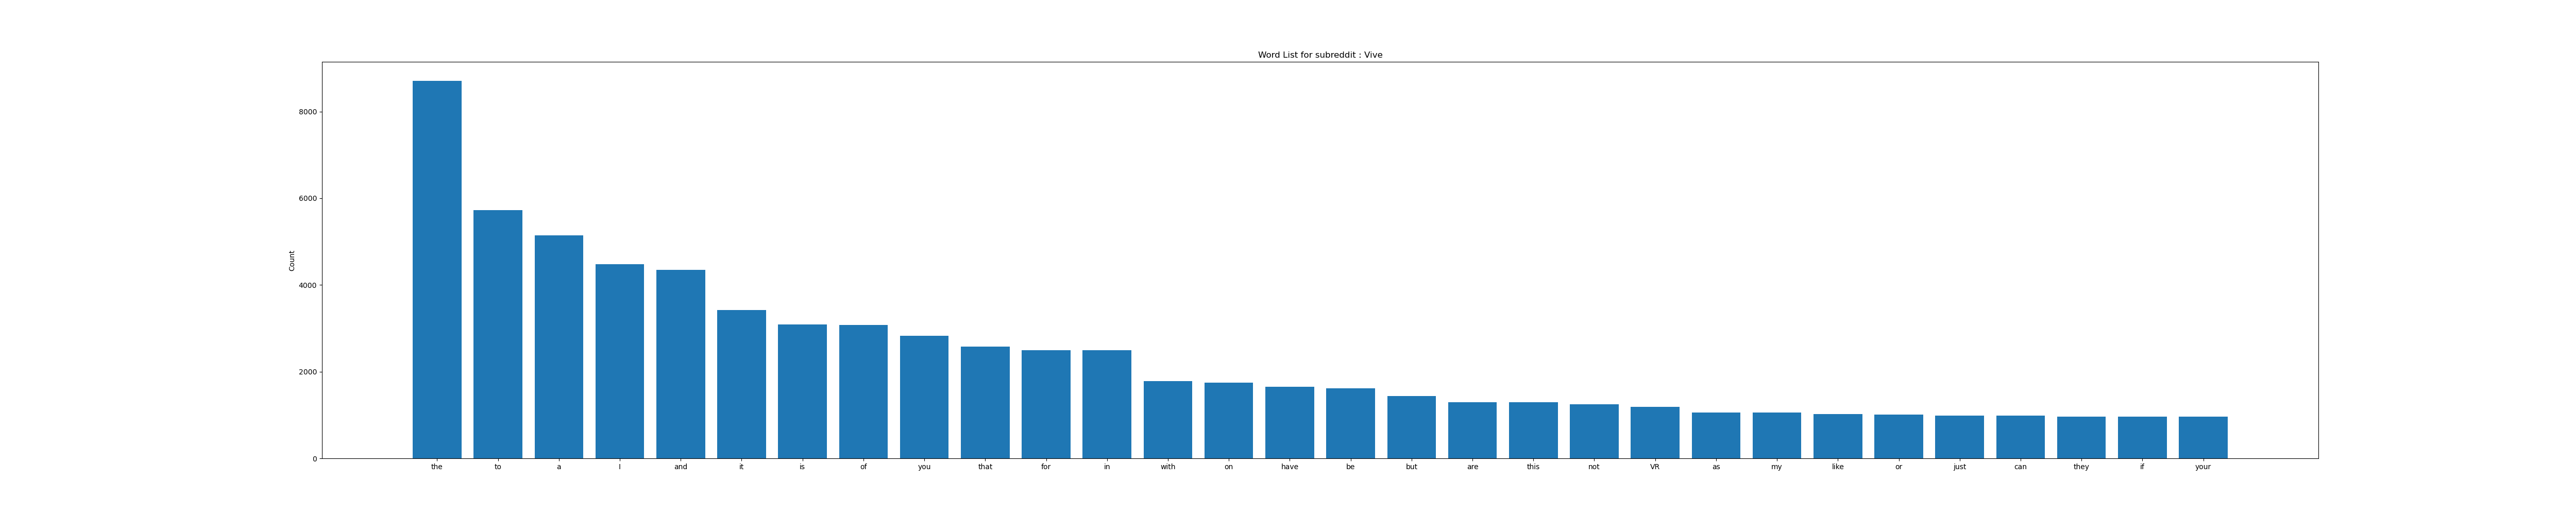 Word List for subreddit : Vive
8000
6000
Count
4000
2000
0
the to a I and it is of you that for in with on have be but are this not VR as my like or just can they if your